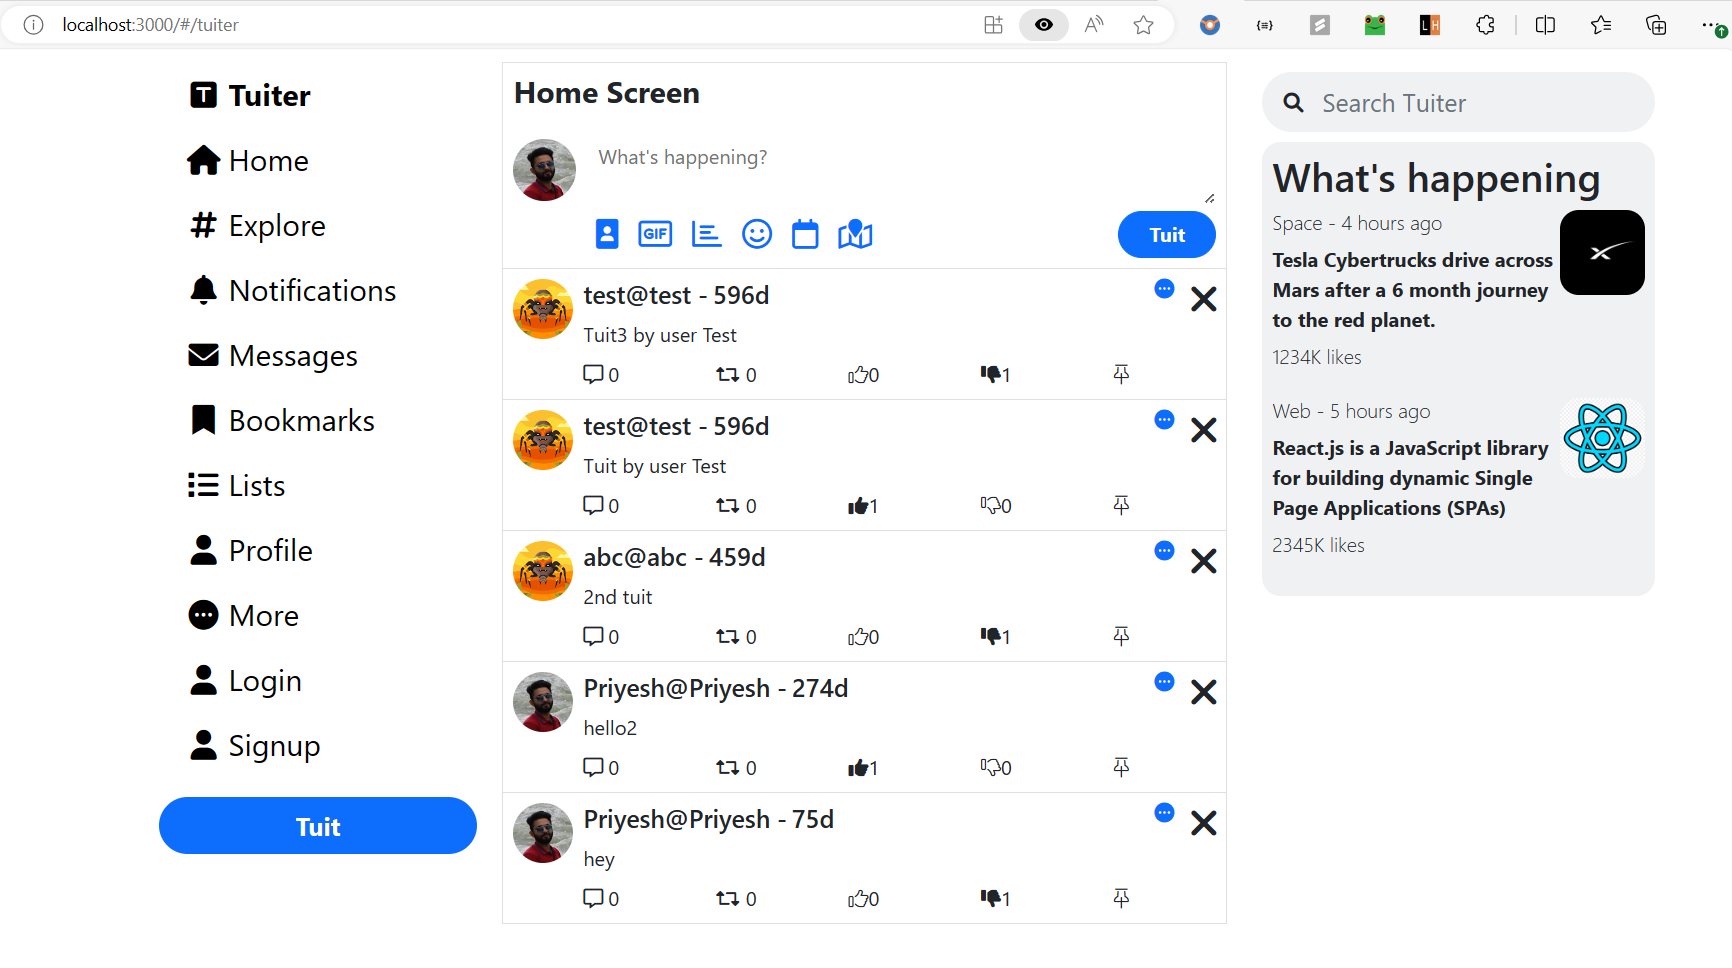 localhost:3000/#/tuiter
Tuiter
Home
Explore
Notifications
Messages
Bookmarks
Lists
Profile
More
Login
Signup
Tuit
Home Screen
What's happening?
GIF
Tuit
test@test - 596d
Tuit3 by user Test
0 0 0 1
test@test - 596d
Tuit by user Test
0 0 1 0
abc@abc - 459d
2nd tuit
0 0 0 1
Priyesh@Priyesh - 274d
hello2
0 0 1 0
Priyesh@Priyesh - 75d
hey
0 0 0 1
Search Tuiter
What's happening
Space - 4 hours ago
Tesla Cybertrucks drive across
Mars after a 6 month journey
to the red planet.
1234K likes
Web - 5 hours ago
React.js is a JavaScript library
for building dynamic Single
Page Applications (SPAs)
2345K likes